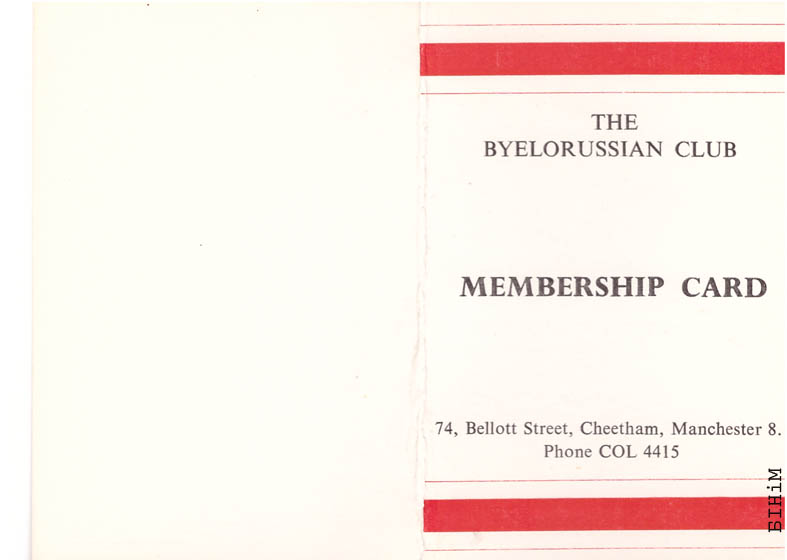 THE
BYELORUSSIAN CLUB
MEMBERSHIP CARD
74, Bellott Street, Cheetham, Manchester 8.
Phone COL 4415
БІНіМ